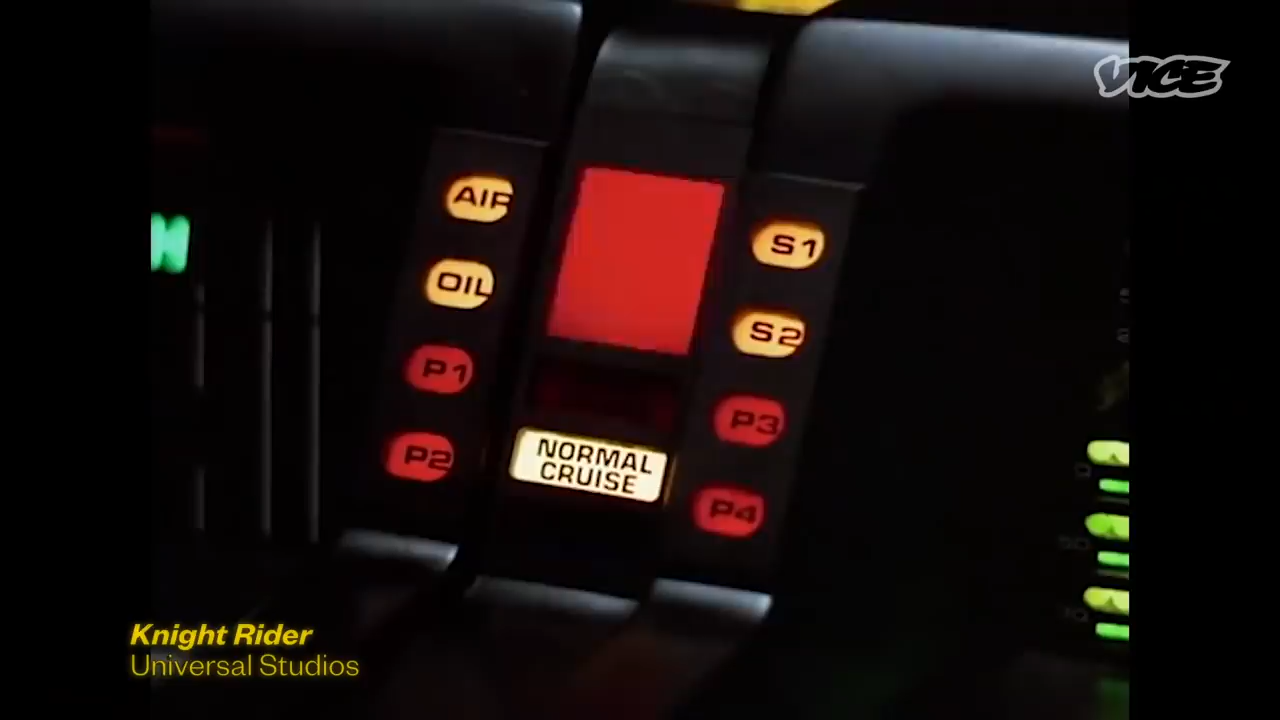 VICE
AIR
S1
OIL
S2
P1
P3
P2
NORMAL
CRUISE
P4
Knight Rider
Universal Studios